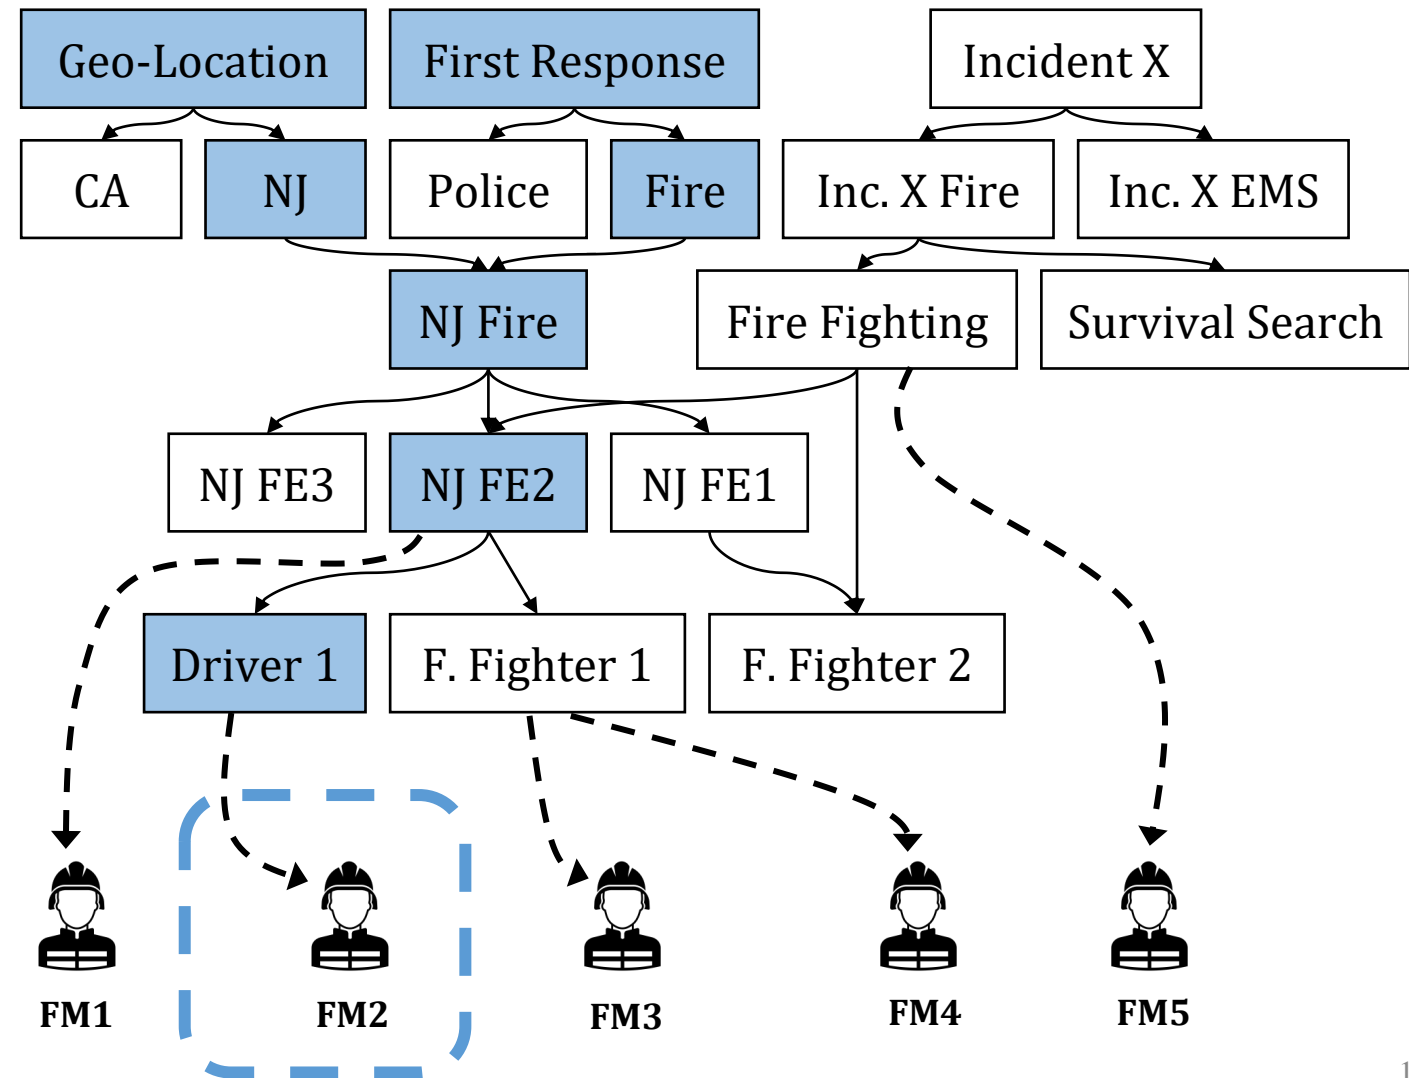 Geo-Location
First Response
Incident X
CA
NJ
Police
Fire
Inc. X Fire
Inc. X EMS
NJ Fire
Fire Fighting
Survival Search
NJ FE3
NJ FE2
NJ FE1
Driver 1
F. Fighter 1
F. Fighter 2
FM1
FM2
FM3
FM4
FM5
1